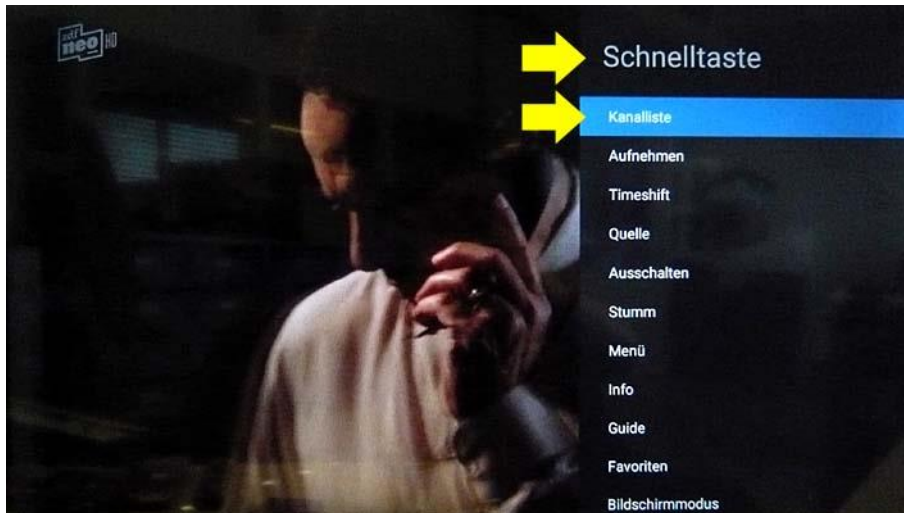 zdf
neo HD
Schnelltaste
Kanalliste
Aufnehmen
Timeshift
Quelle
Ausschalten
Stumm
Menü
Info
Guide
Favoriten
Bildschirmmodus